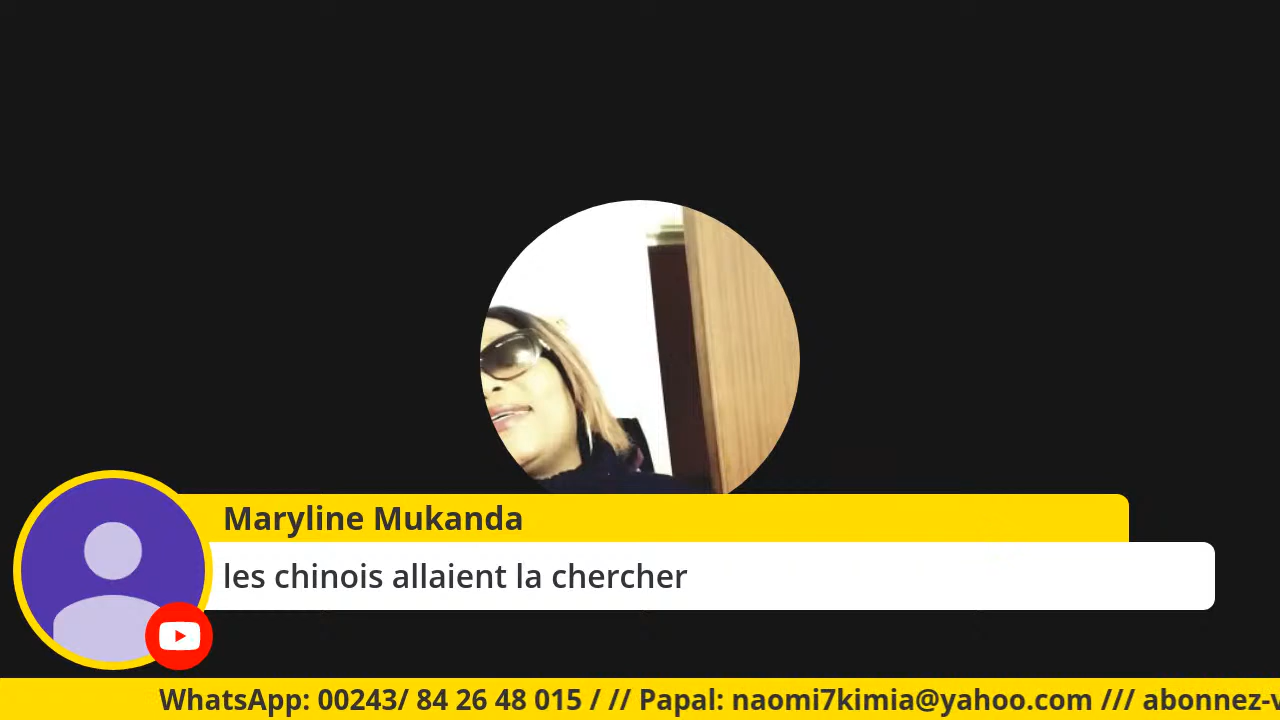 Maryline Mukanda
les chinois allaient la chercher
WhatsApp: 00243/ 84 26 48 015 / // Papal: naomi7kimia@yahoo.com /// abonnez-v